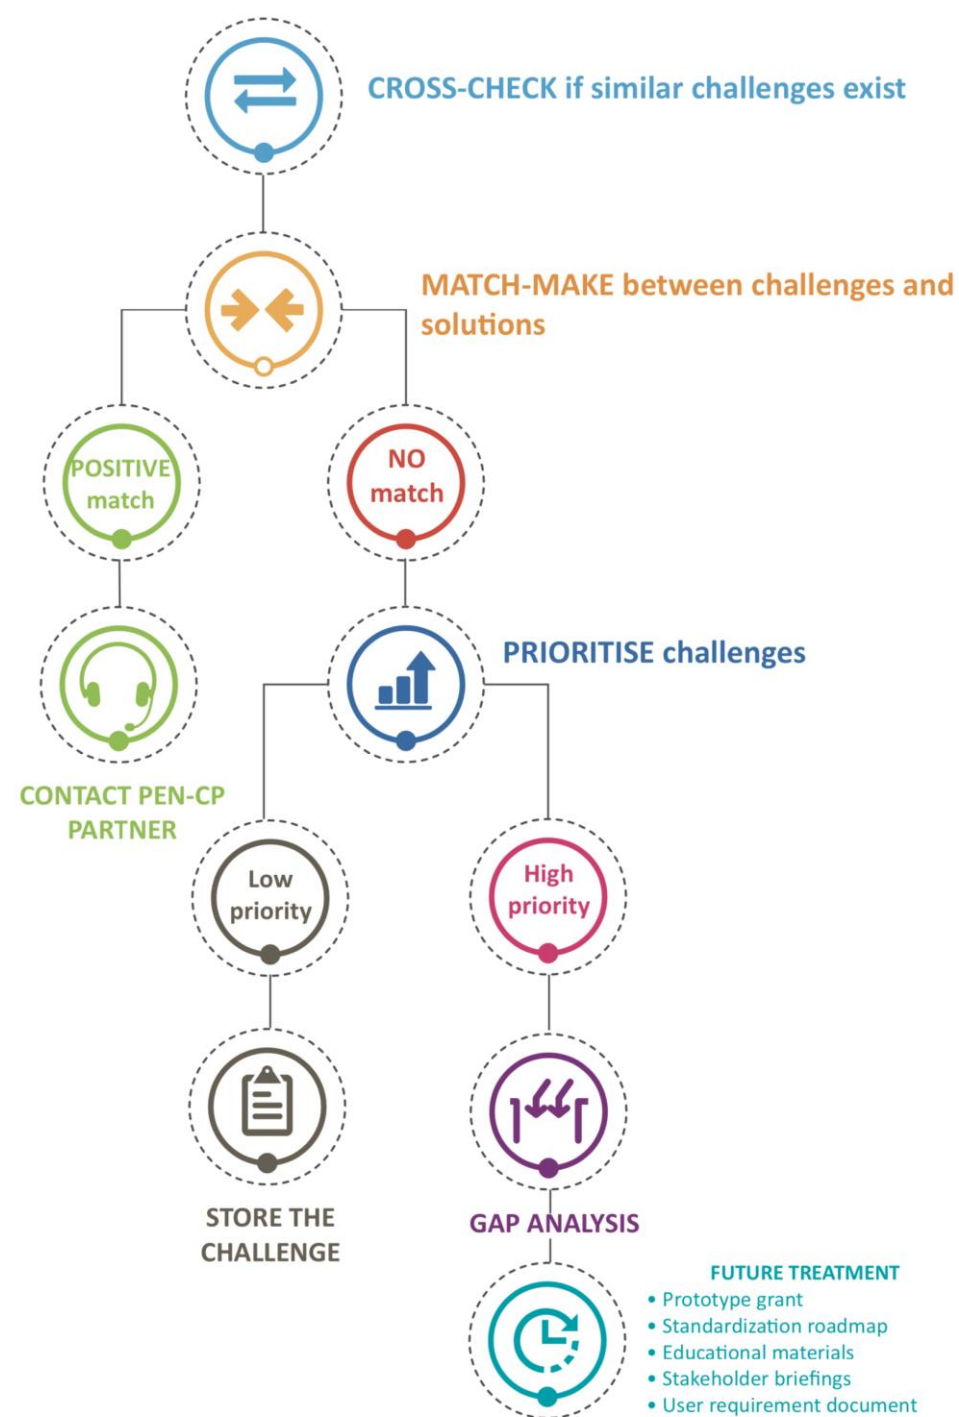 CROSS-CHECK if similar challenges exist
MATCH-MAKE between challenges and
solutions
POSITIVE
match
NO
match
PRIORITISE challenges
CONTACT PEN-CP
PARTNER
Low
priority
High
priority
STORE THE
CHALLENGE
GAP ANALYSIS
FUTURE TREATMENT
• Prototype grant
• Standardization roadmap
• Educational materials
• Stakeholder briefings
• User requirement document